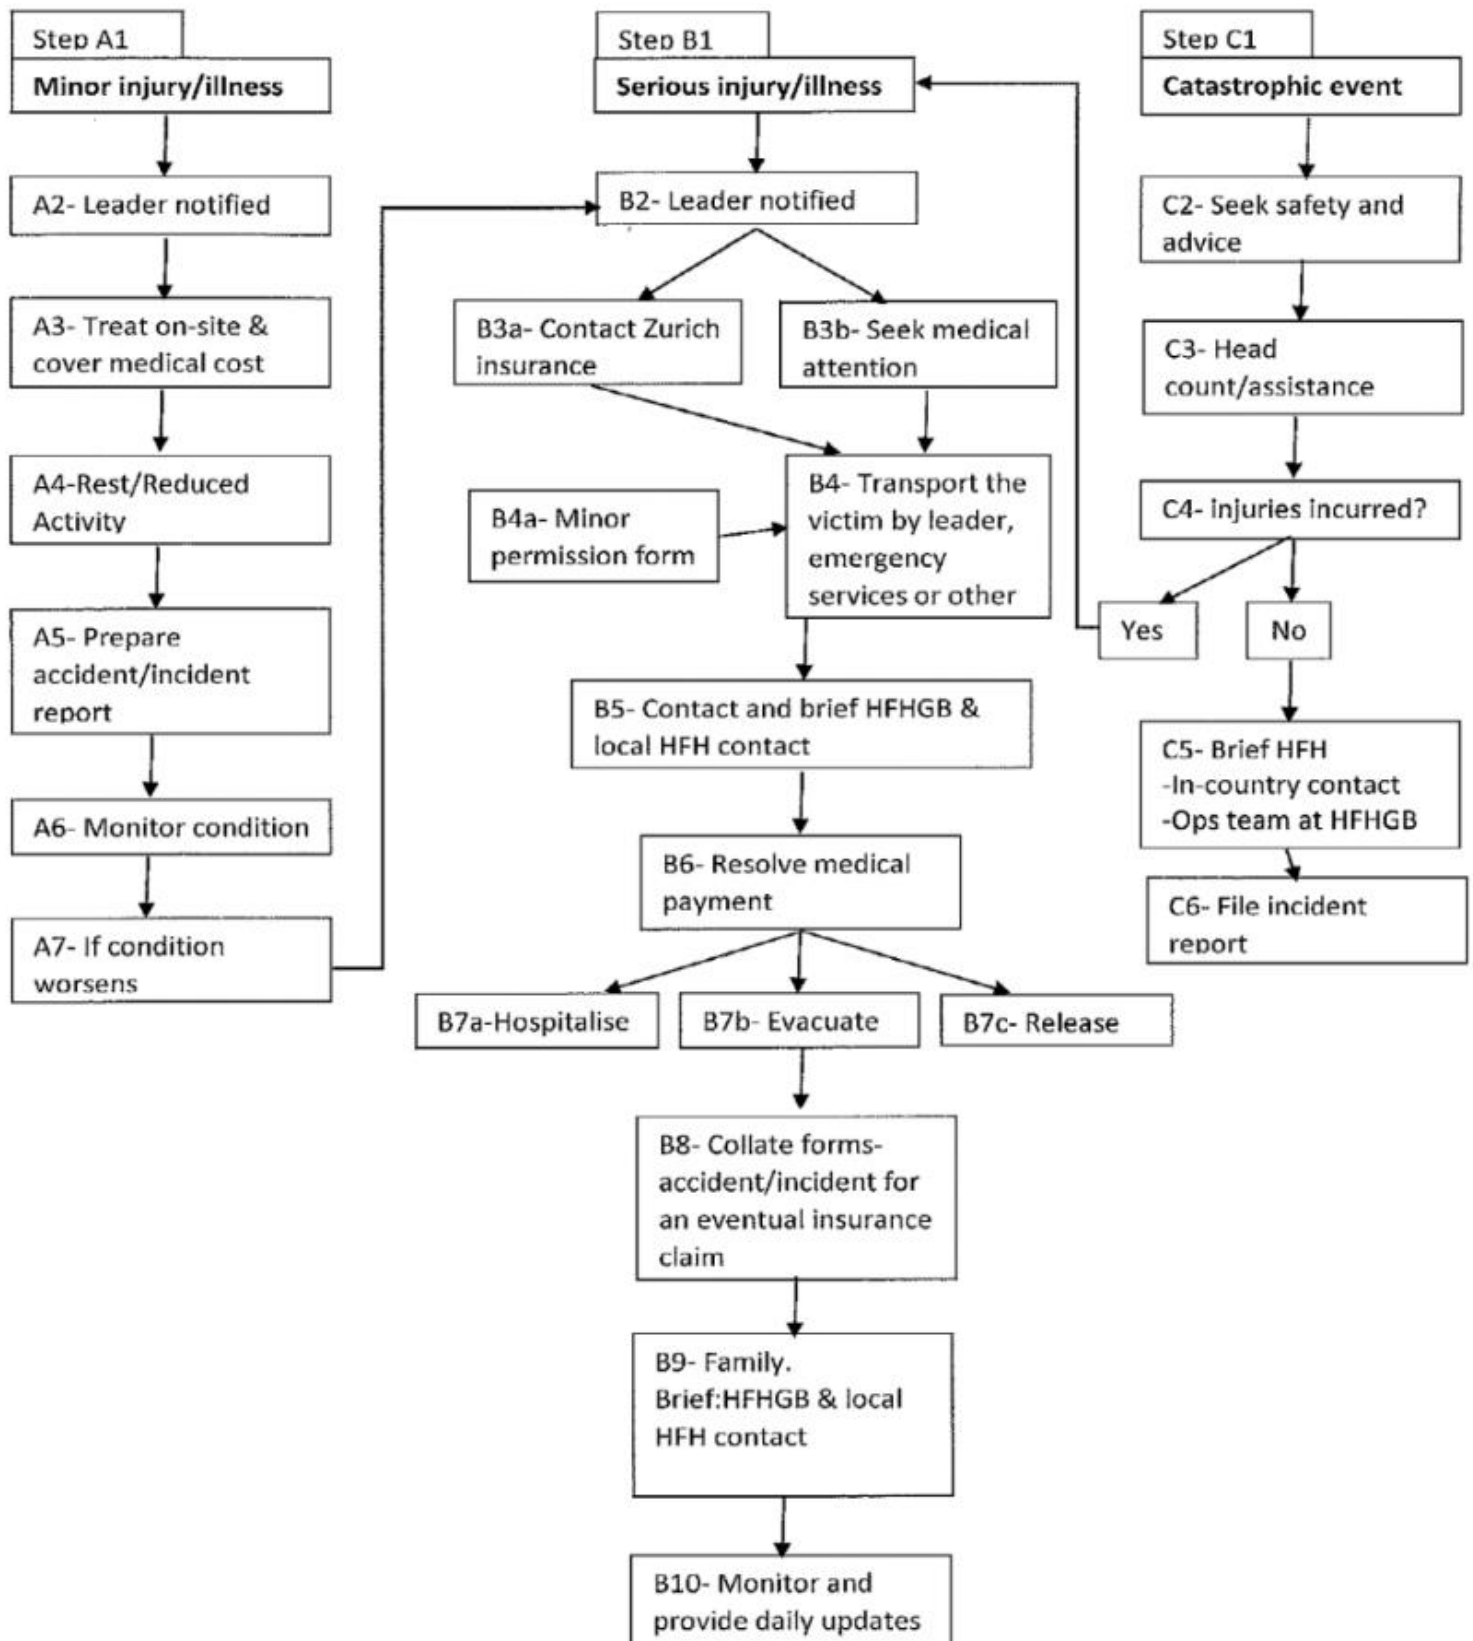 Step A1
Minor injury/illness
A2- Leader notified
A3- Treat on-site &
cover medical cost
A4-Rest/Reduced
Activity
A5- Prepare
accident/incident
report
A6- Monitor condition
A7- If condition
worsens
Step B1
Serious injury/illness
B2- Leader notified
B3a- Contact Zurich
insurance
B3b- Seek medical
attention
B4a- Minor
permission form
B4- Transport the
victim by leader,
emergency
services or other
B5- Contact and brief HFHGB &
local HFH contact
B6- Resolve medical
payment
B7a-Hospitalise
B7b- Evacuate
B7c- Release
B8- Collate forms-
accident/incident for
an eventual insurance
claim
B9- Family.
Brief:HFHGB & local
HFH contact
B10- Monitor and
provide daily updates
Step C1
Catastrophic event
C2- Seek safety and
advice
C3- Head
count/assistance
C4- injuries incurred?
Yes
No
C5- Brief HFH
-In-country contact
-Ops team at HFHGB
C6- File incident
report